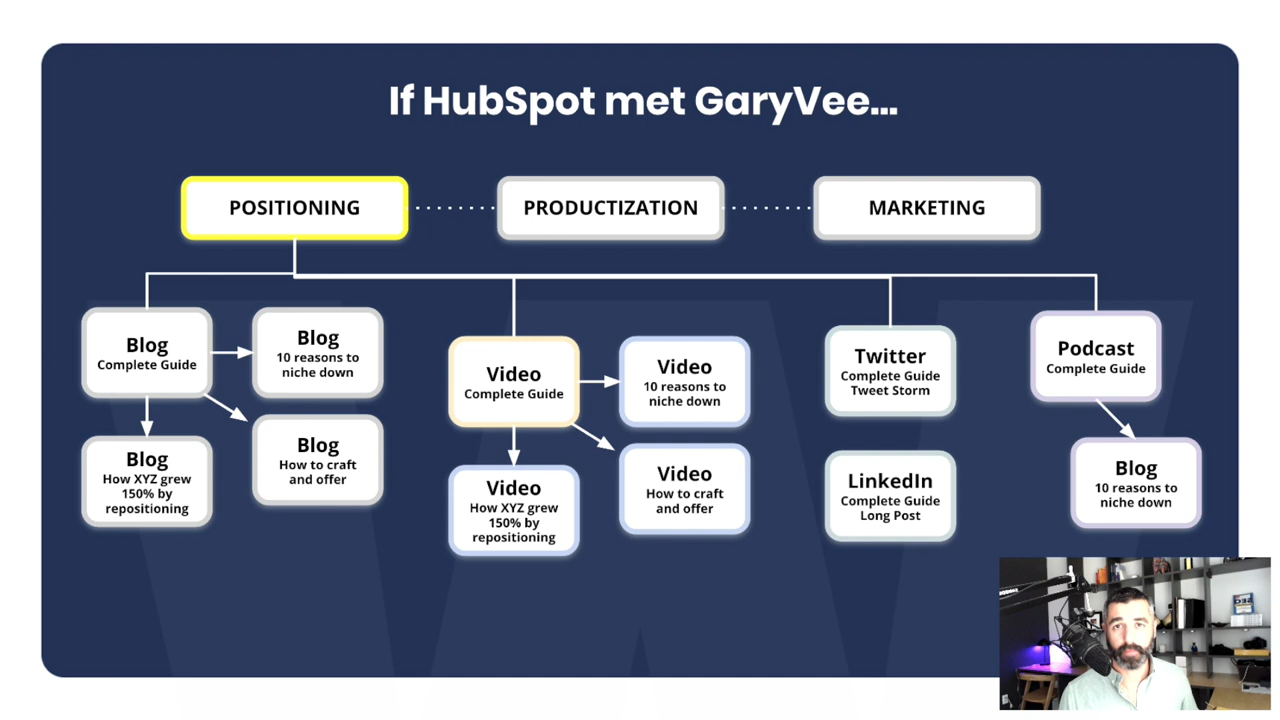 If HubSpot met GaryVee...
POSITIONING
PRODUCTIZATION
MARKETING
Blog
Complete Guide
Blog
10 reasons to
niche down
Blog
How XYZ grew
150% by
repositioning
Blog
How to craft
and offer
Video
Complete Guide
Video
10 reasons to
niche down
Video
How XYZ grew
150% by
repositioning
Video
How to craft
and offer
Twitter
Complete Guide
Tweet Storm
LinkedIn
Complete Guide
Long Post
Podcast
Complete Guide
Blog
10 reasons to
niche down